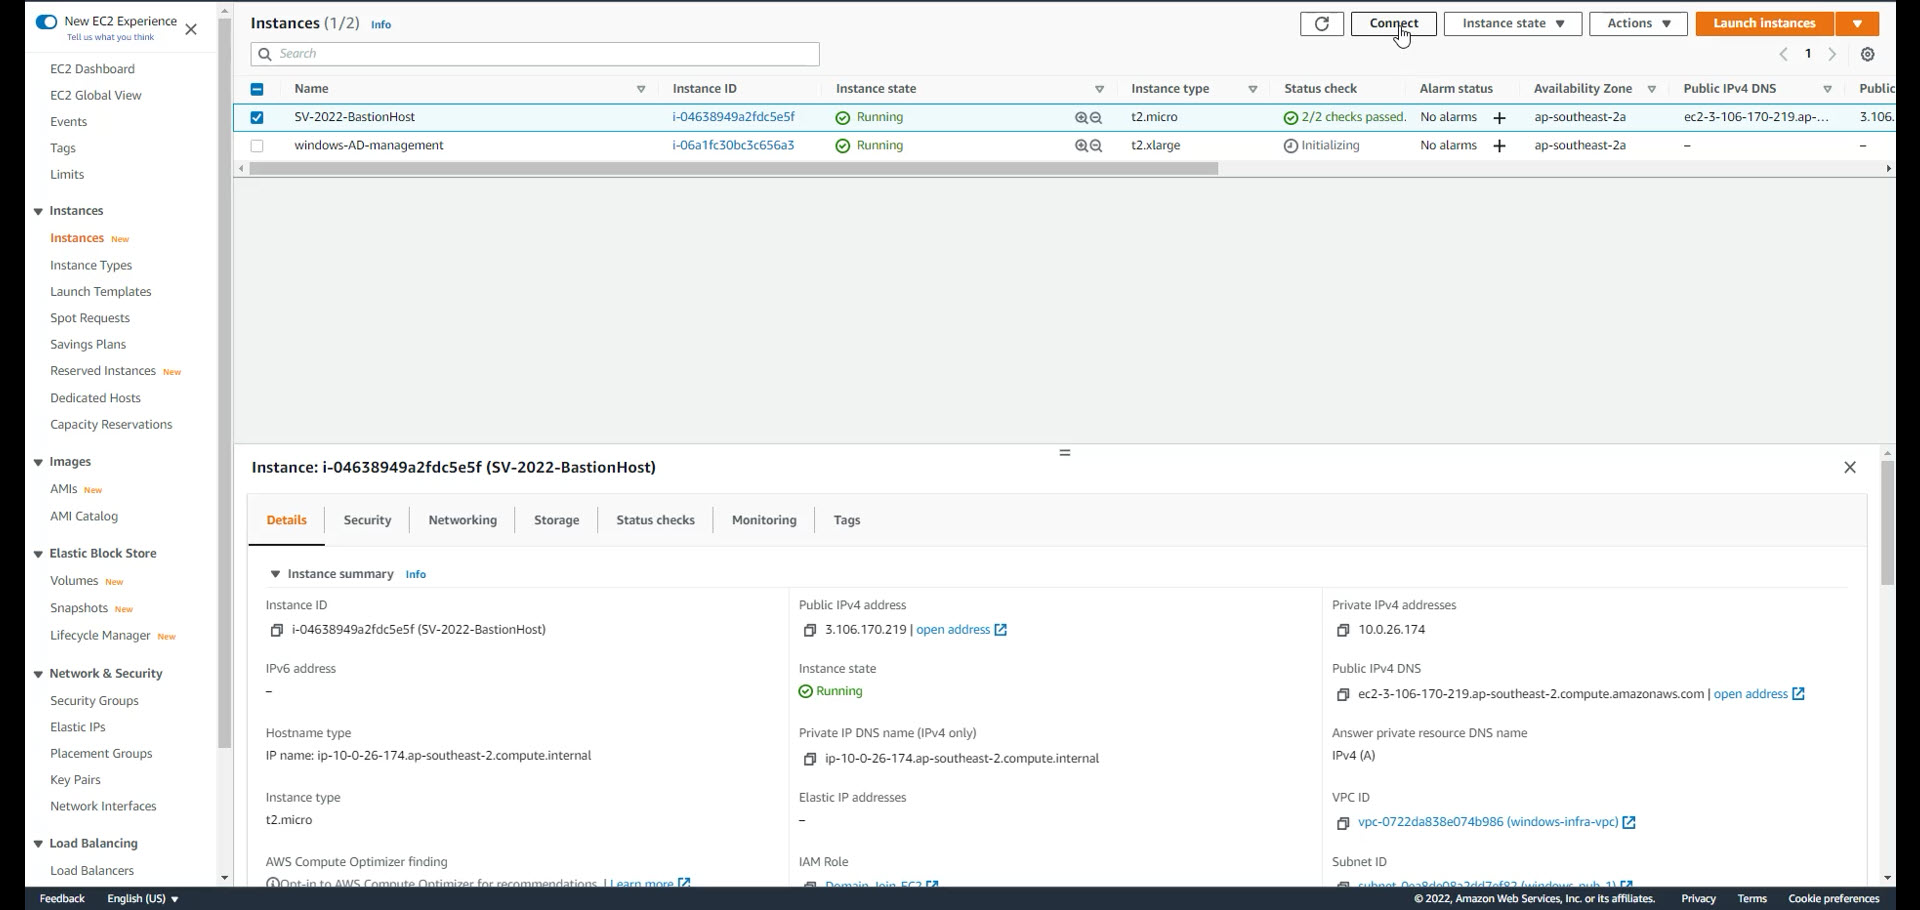 New EC2 Experience
Tell us what you think
EC2 Dashboard
EC2 Global View
Events
Tags
Limits
Instances
Instances New
Instance Types
Launch Templates
Spot Requests
Savings Plans
Reserved Instances New
Dedicated Hosts
Capacity Reservations
Images
AMIs New
AMI Catalog
Elastic Block Store
Volumes New
Snapshots New
Lifecycle Manager New
Network & Security
Security Groups
Elastic IPs
Placement Groups
Key Pairs
Network Interfaces
Load Balancing
Load Balancers
Instances (1/2) Info
Connect Instance state Actions Launch instances
Search
1
Name Instance ID Instance state Instance type Status check Alarm status Availability Zone Public IPv4 DNS Public
SV-2022-BastionHost i-04638949a2fdc5e5f Running t2.micro 2/2 checks passed. No alarms + ap-southeast-2a ec2-3-106-170-219.ap-... 3.106.
windows-AD-management i-06a1fc30bc3c656a3 Running t2.xlarge Initializing No alarms + ap-southeast-2a – –
Instance: i-04638949a2fdc5e5f (SV-2022-BastionHost)
Details Security Networking Storage Status checks Monitoring Tags
Instance summary Info
Instance ID
i-04638949a2fdc5e5f (SV-2022-BastionHost)
Public IPv4 address
3.106.170.219 | open address
Private IPv4 addresses
10.0.26.174
IPv6 address
–
Instance state
Running
Public IPv4 DNS
ec2-3-106-170-219.ap-southeast-2.compute.amazonaws.com | open address
Hostname type
IP name: ip-10-0-26-174.ap-southeast-2.compute.internal
Private IP DNS name (IPv4 only)
ip-10-0-26-174.ap-southeast-2.compute.internal
Answer private resource DNS name
IPv4 (A)
Instance type
t2.micro
Elastic IP addresses
–
VPC ID
vpc-0722da838e074b986 (windows-infra-vpc)
AWS Compute Optimizer finding
Opt-in to AWS Compute Optimizer for recommendations. | Learn more
IAM Role
Domain-Join-EC2
Subnet ID
Feedback English (US)
© 2022, Amazon Web Services, Inc. or its affiliates. Privacy Terms Cookie preferences